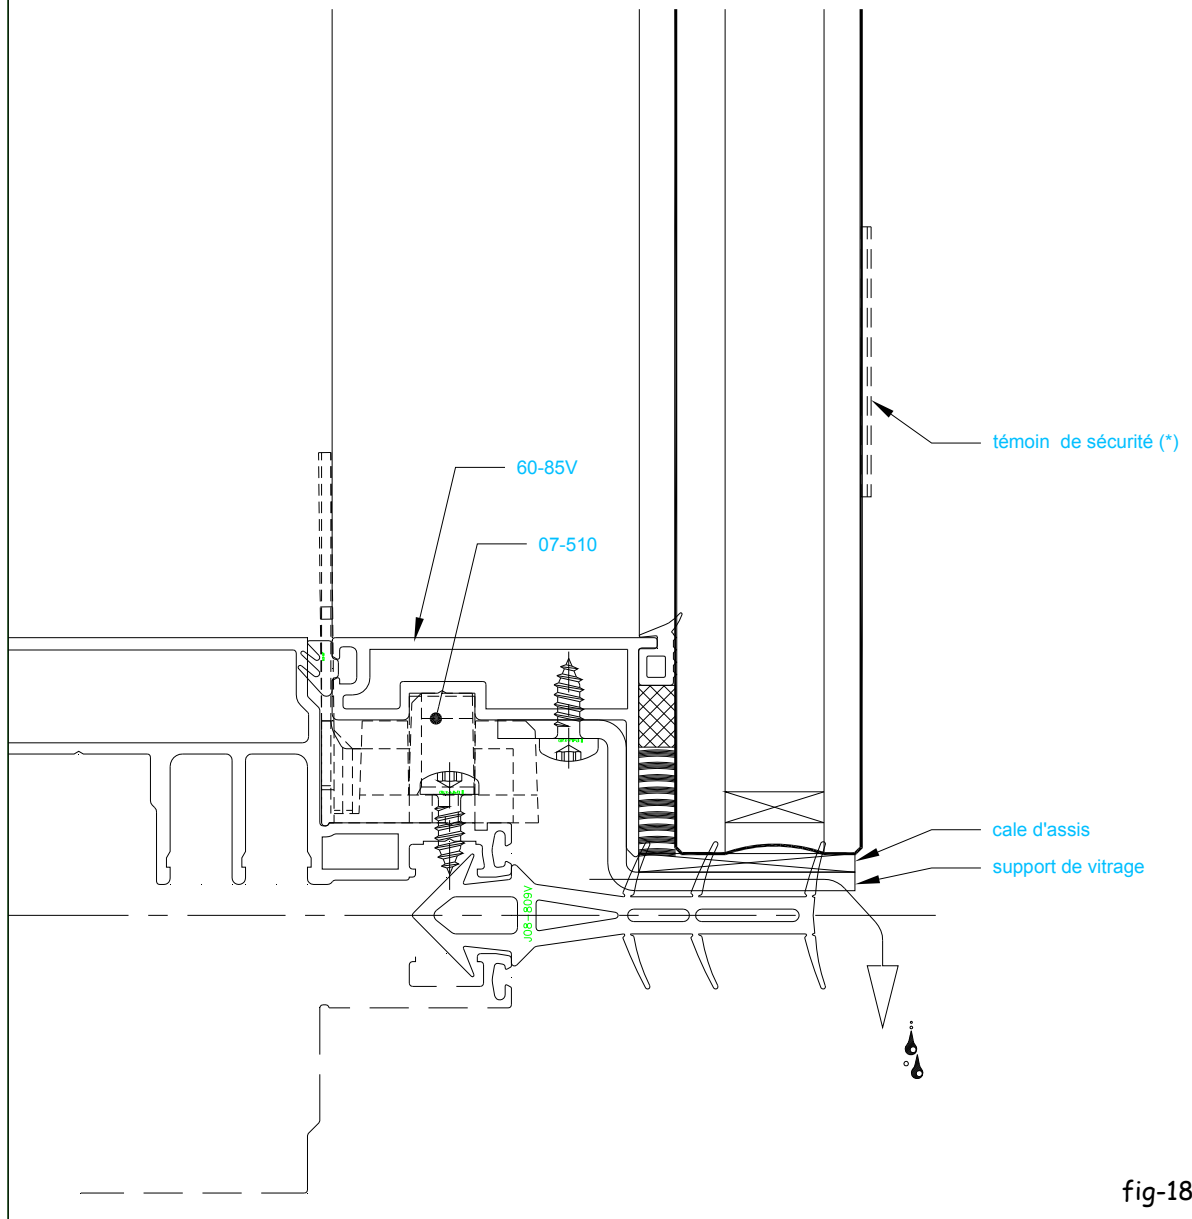 témoin de sécurité (*)
60-85V
07-510
cale d'assis
support de vitrage
J08-809V
fig-18